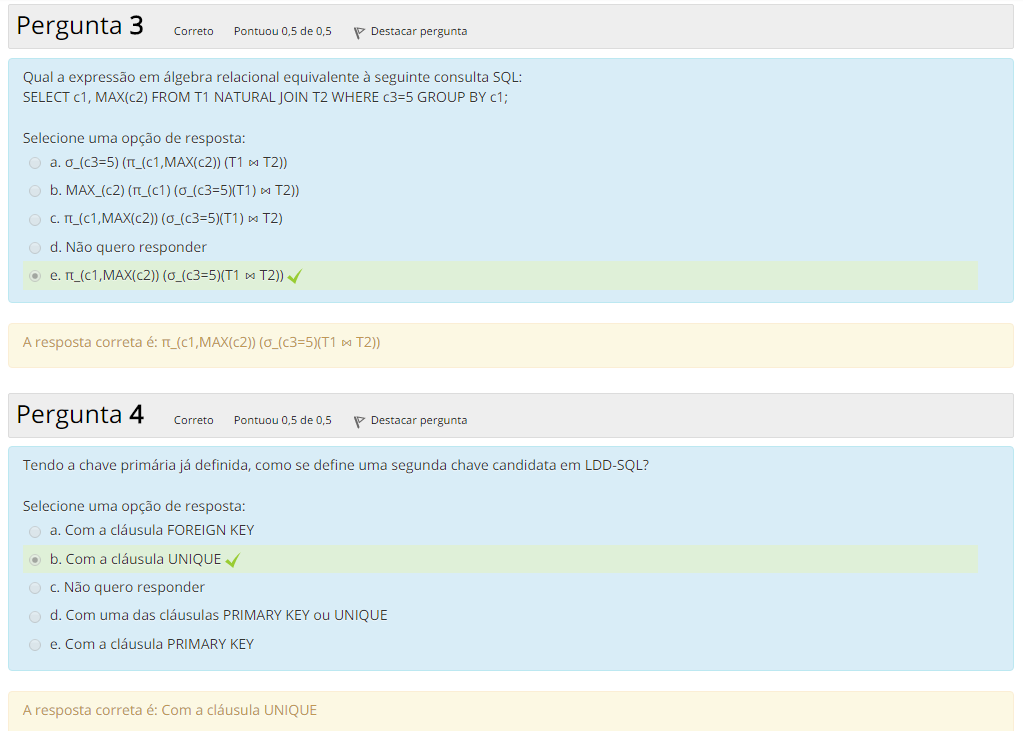 Pergunta 3 Correto Pontuou 0,5 de 0,5 Destacar pergunta
Qual a expressão em álgebra relacional equivalente à seguinte consulta SQL:
SELECT c1, MAX(c2) FROM T1 NATURAL JOIN T2 WHERE c3=5 GROUP BY c1;
Selecione uma opção de resposta:
a. σ_(c3=5) (π_(c1,MAX(c2)) (T1 ⋈ T2))
b. MAX_(c2) (π_(c1) (σ_(c3=5)(T1) ⋈ T2))
c. π_(c1,MAX(c2)) (σ_(c3=5)(T1) ⋈ T2)
d. Não quero responder
e. π_(c1,MAX(c2)) (σ_(c3=5)(T1 ⋈ T2))
A resposta correta é: π_(c1,MAX(c2)) (σ_(c3=5)(T1 ⋈ T2))
Pergunta 4 Correto Pontuou 0,5 de 0,5 Destacar pergunta
Tendo a chave primária já definida, como se define uma segunda chave candidata em LDD-SQL?
Selecione uma opção de resposta:
a. Com a cláusula FOREIGN KEY
b. Com a cláusula UNIQUE
c. Não quero responder
d. Com uma das cláusulas PRIMARY KEY ou UNIQUE
e. Com a cláusula PRIMARY KEY
A resposta correta é: Com a cláusula UNIQUE